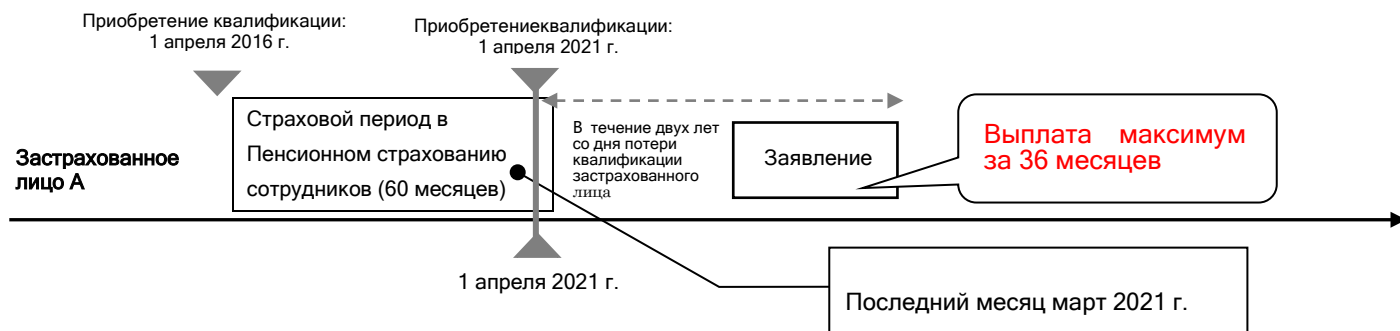 Приобретение квалификации:
1 апреля 2016 г.
Приобретениеквалификации:
1 апреля 2021 г.
Страховой период в
Пенсионном страхованию
сотрудников (60 месяцев)
В течение двух лет
со дня потери
квалификации
застрахованного
лица
Заявление
Выплата максимум
за 36 месяцев
Застрахованное
лицо А
1 апреля 2021 г.
Последний месяц март 2021 г.